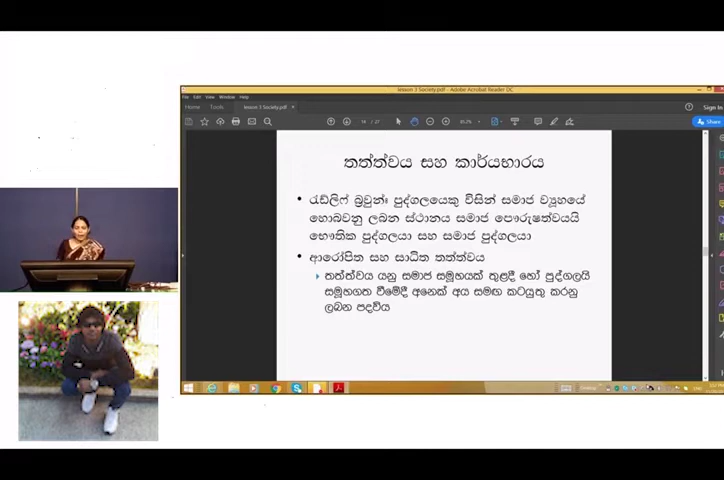 lesson 3 Society.pdf - Adobe Acrobat Reader DC
File Edit View Window Help
Home Tools lesson 3 Society.pdf × Sign In
Share
තත්ත්වය සහ කාර්යභාරය
• රැඩ්ලිෆ් බ්‍රවුන්ඃ පුද්ගලයෙකු විසින් සමාජ ව්‍යුහයේ
හොබවනු ලබන ස්ථානය සමාජ පෞරුෂත්වයයි
භෞතික පුද්ගලයා සහ සමාජ පුද්ගලයා
• ආරෝපිත සහ සාධිත තත්ත්වය
තත්ත්වය යනු සමාජ සමූහයක් තුළදී හෝ පුද්ගලයි
සමූහගත වීමේදී අනෙක් අය සමඟ කටයුතු කරනු
ලබන පදවිය